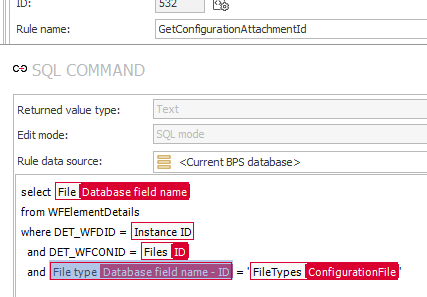 ID: 532
Rule name: GetConfigurationAttachmentId
SQL COMMAND
Returned value type: Text
Edit mode: SQL mode
Rule data source: <Current BPS database>
select File Database field name
from WFElementDetails
where DET_WFDID = Instance ID
and DET_WFCONID = Files ID
and File type Database field name - ID = 'FileTypes ConfigurationFile'